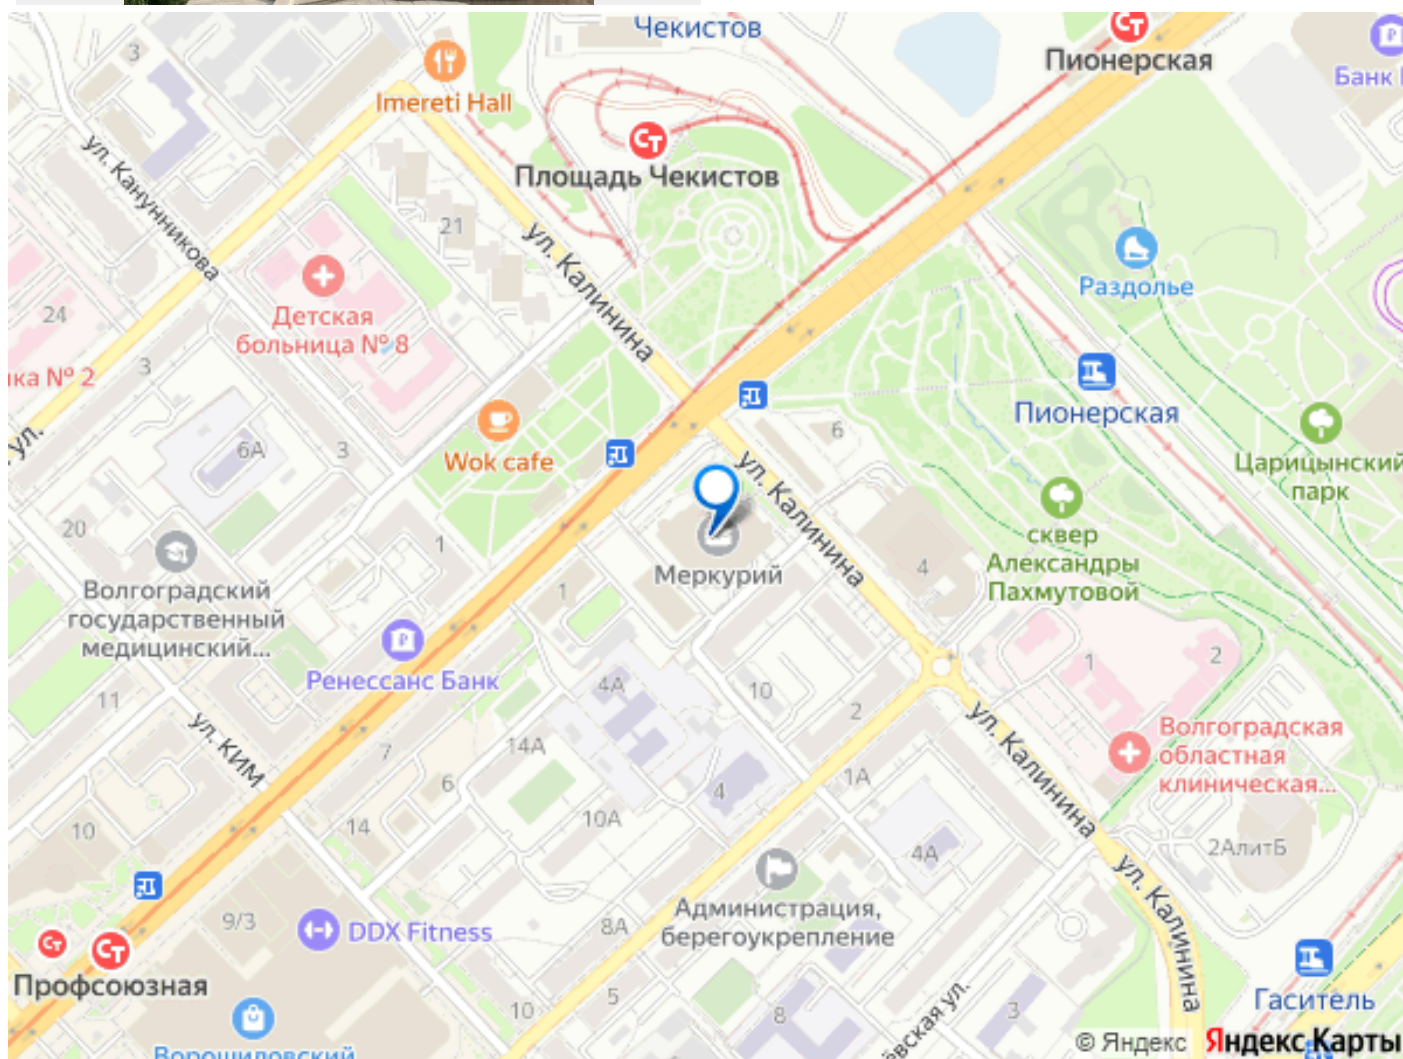 Чекистов
Пионерская
Банк
3
Imereti Hall
ул. Канунникова
Площадь Чекистов
21
ул. Калинина
Раздолье
24
Детская
больница № 8
3
ка № 2
Пионерская
ул.
6А
3
Wok cafe
6
ул. Калинина
Царицынский
парк
20
1
сквер
Александры
Пахмутовой
4
Меркурий
Волгоградский
государственный
медицинский...
1
Ренессанс Банк
1
2
11
4А
10
2
ул. КИМ
7
14А
ул. Калинина
Волгоградская
областная
клиническая...
6
4
1А
10
14
10А
4А
2АлитБ
ул. Калинина
Администрация,
берегоукрепление
9/3
DDX Fitness
8А
Профсоюзная
Гаситель
10
5
8
3
ёвская ул.
Ворошиловский
© Яндекс Яндекс Карты